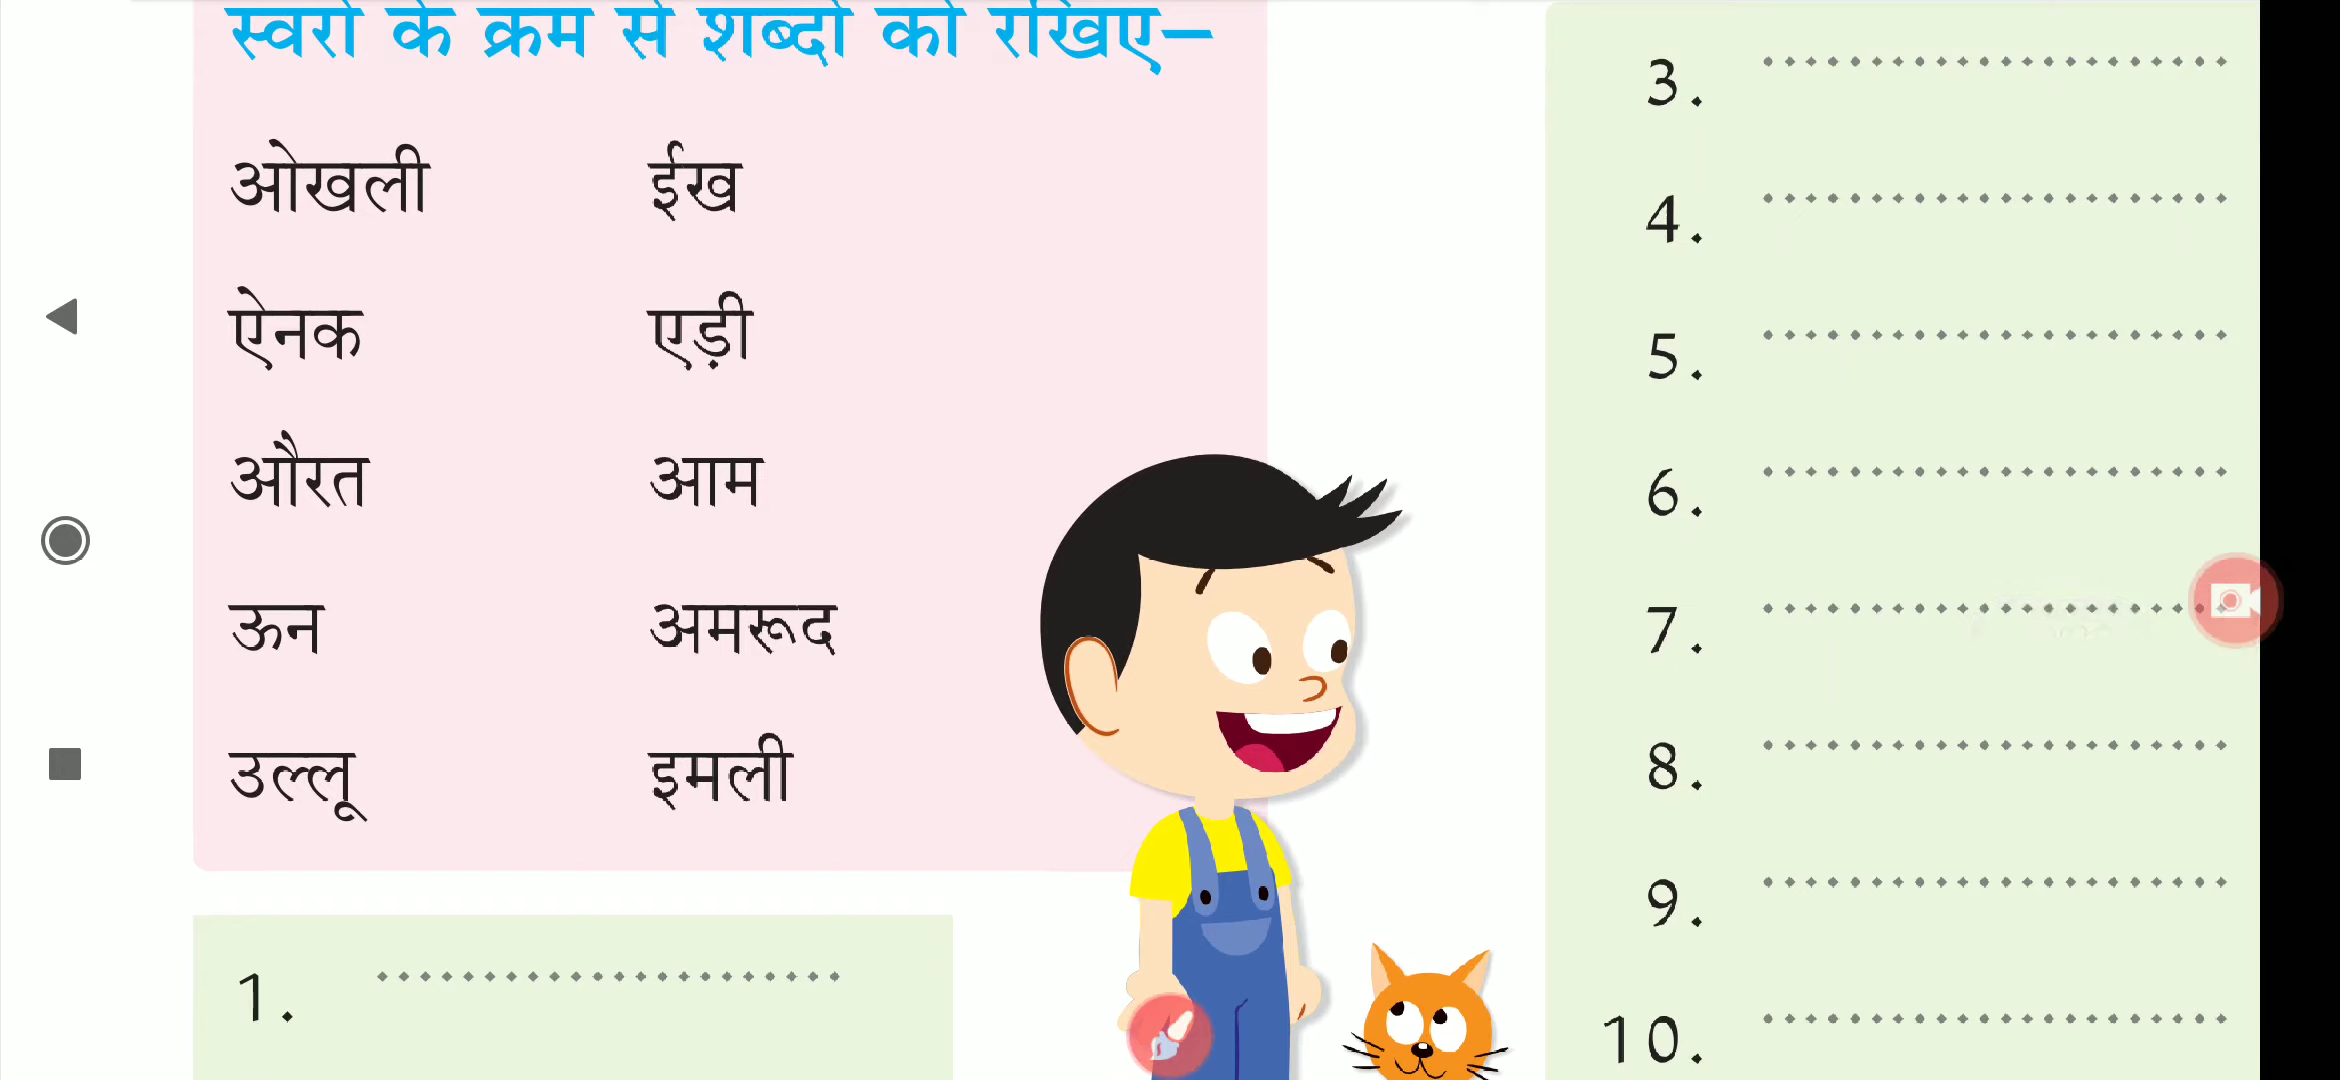 स्वरों के क्रम से शब्दों को रखिए—
ओखली ईख
ऐनक एड़ी
औरत आम
ऊन अमरूद
उल्लू इमली
1. ......................
3. ......................
4. ......................
5. ......................
6. ......................
7. ......................
8. ......................
9. ......................
10. ......................